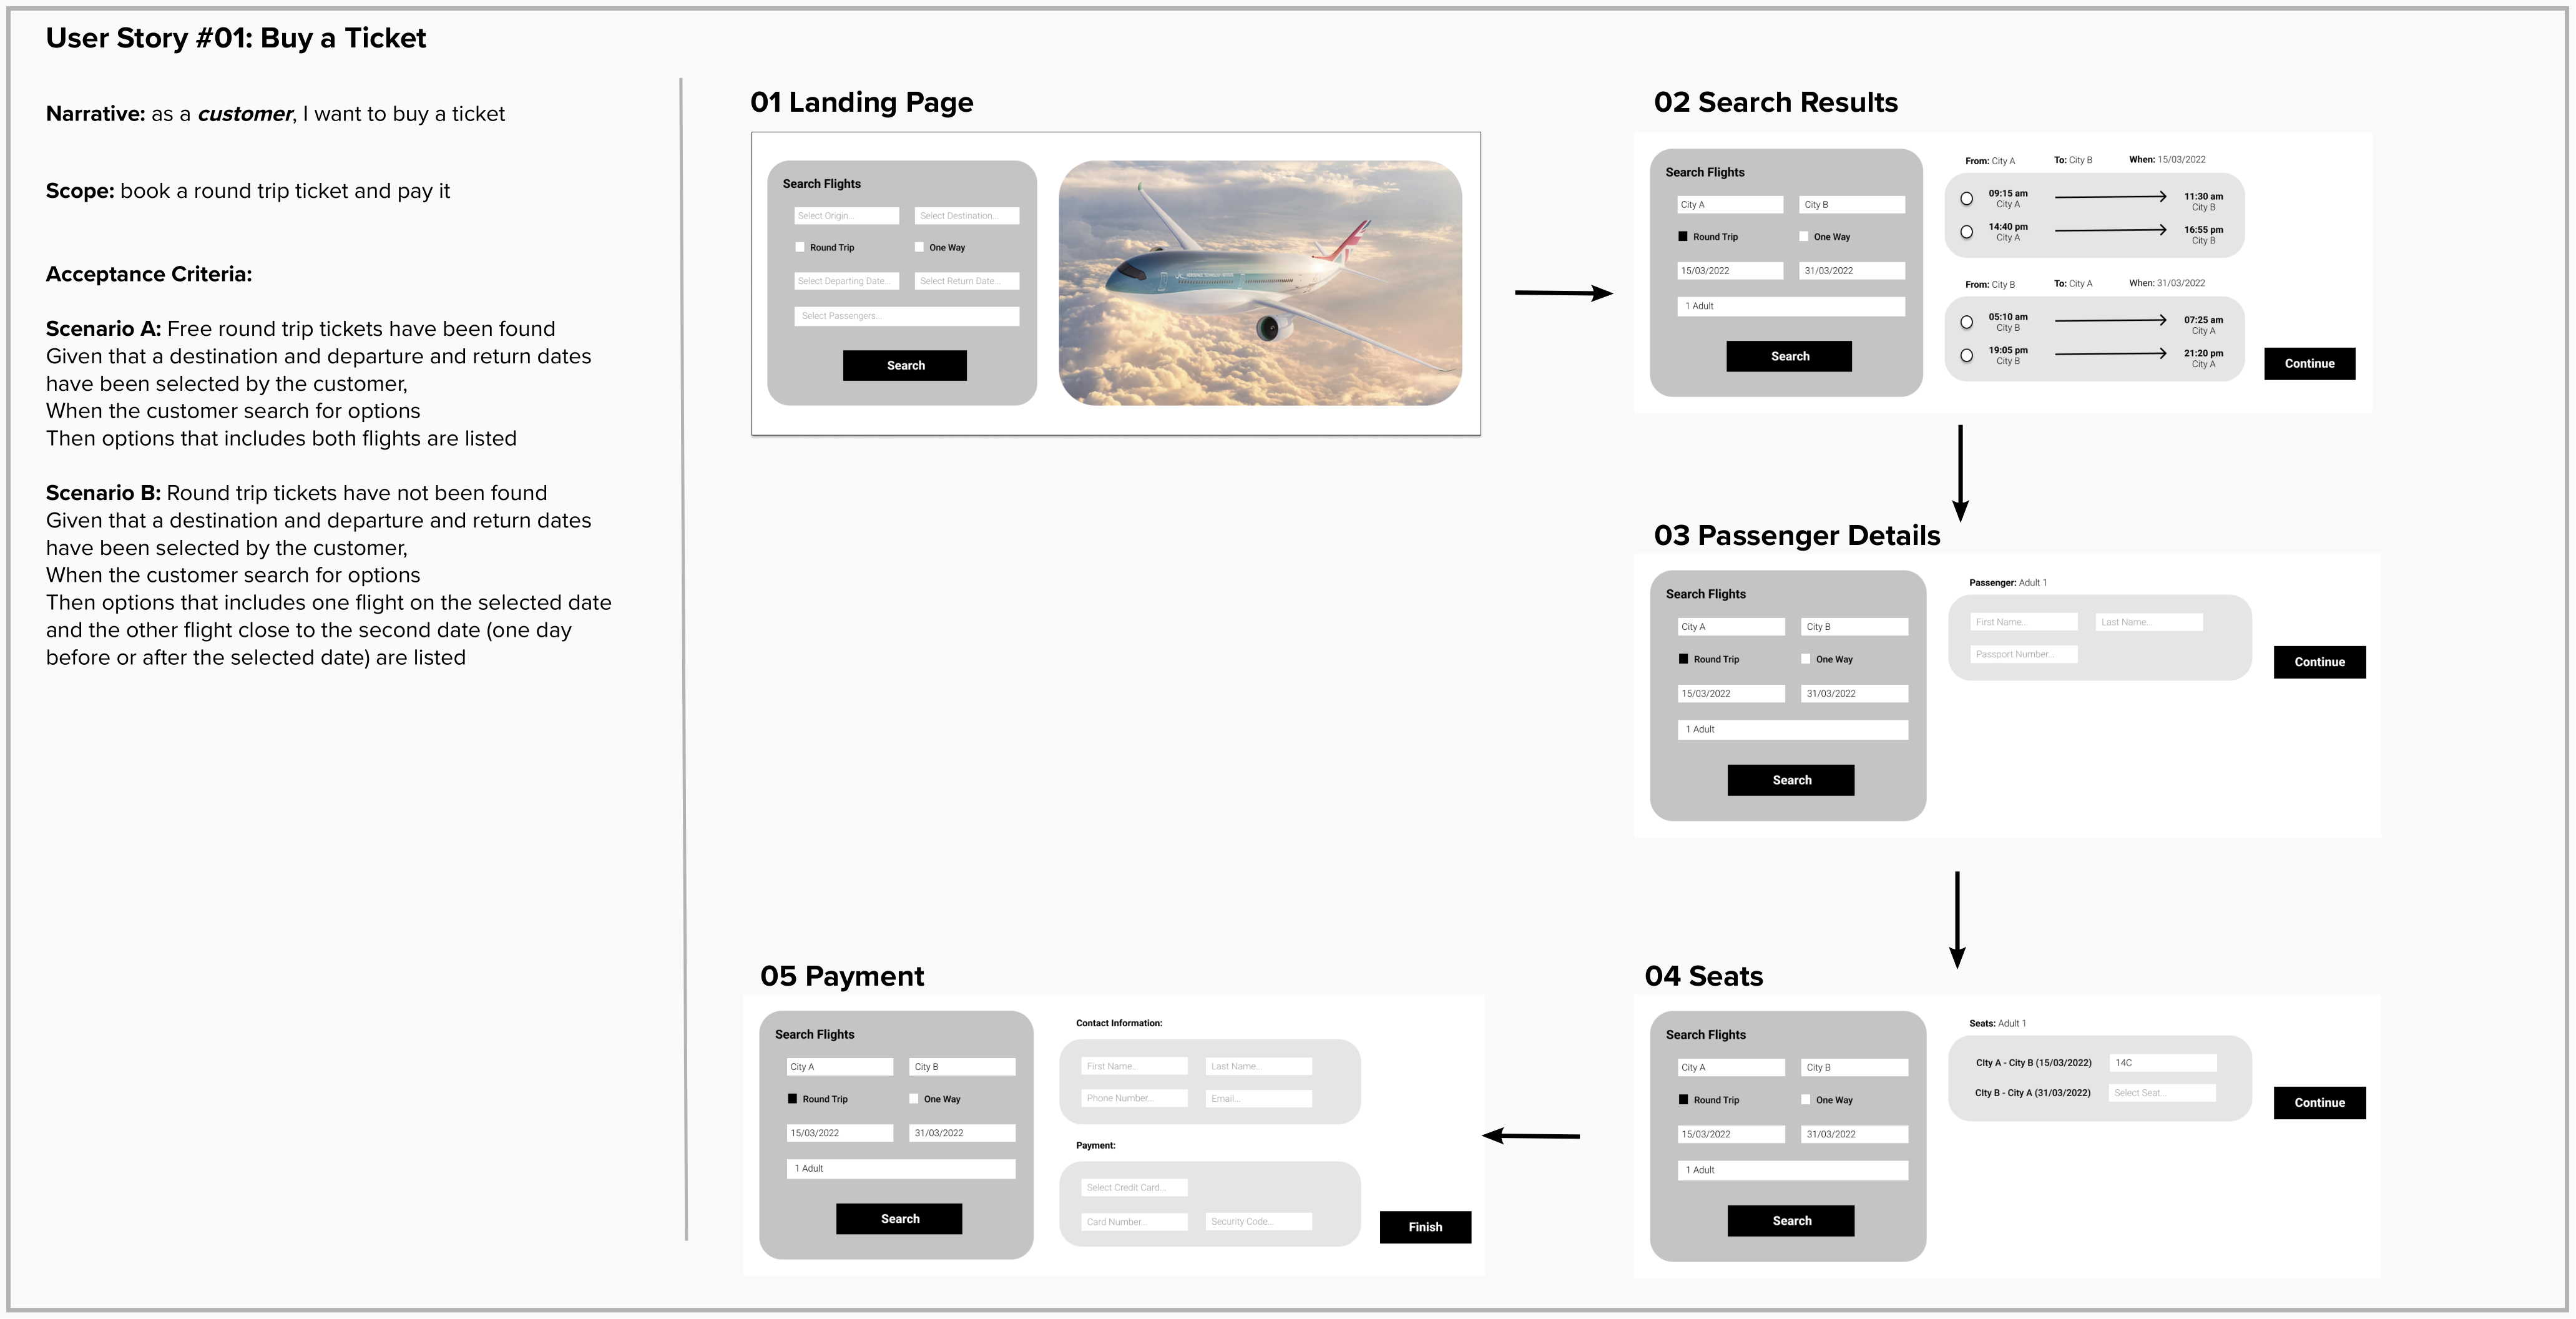 User Story #01: Buy a Ticket
Narrative: as a customer, I want to buy a ticket
Scope: book a round trip ticket and pay it
Acceptance Criteria:
Scenario A: Free round trip tickets have been found
Given that a destination and departure and return dates
have been selected by the customer,
When the customer search for options
Then options that includes both flights are listed
Scenario B: Round trip tickets have not been found
Given that a destination and departure and return dates
have been selected by the customer,
When the customer search for options
Then options that includes one flight on the selected date
and the other flight close to the second date (one day
before or after the selected date) are listed
01 Landing Page
Search Flights
Select Origin... Select Destination...
Round Trip One Way
Select Departing Date... Select Return Date...
Select Passengers...
Search
02 Search Results
Search Flights
City A City B
Round Trip One Way
15/03/2022 31/03/2022
1 Adult
Search
From: City A To: City B When: 15/03/2022
09:15 am 11:30 am
City A City B
14:40 pm 16:55 pm
City A City B
From: City B To: City A When: 31/03/2022
05:10 am 07:25 am
City B City A
19:05 pm 21:20 pm
City B City A
Continue
03 Passenger Details
Search Flights
City A City B
Round Trip One Way
15/03/2022 31/03/2022
1 Adult
Search
Passenger: Adult 1
First Name... Last Name...
Passport Number...
Continue
04 Seats
Search Flights
City A City B
Round Trip One Way
15/03/2022 31/03/2022
1 Adult
Search
Seats: Adult 1
CIty A - City B (15/03/2022) 14C
CIty B - City A (31/03/2022) Select Seat...
Continue
05 Payment
Search Flights
City A City B
Round Trip One Way
15/03/2022 31/03/2022
1 Adult
Search
Contact Information:
First Name... Last Name...
Phone Number... Email...
Payment:
Select Credit Card...
Card Number... Security Code...
Finish